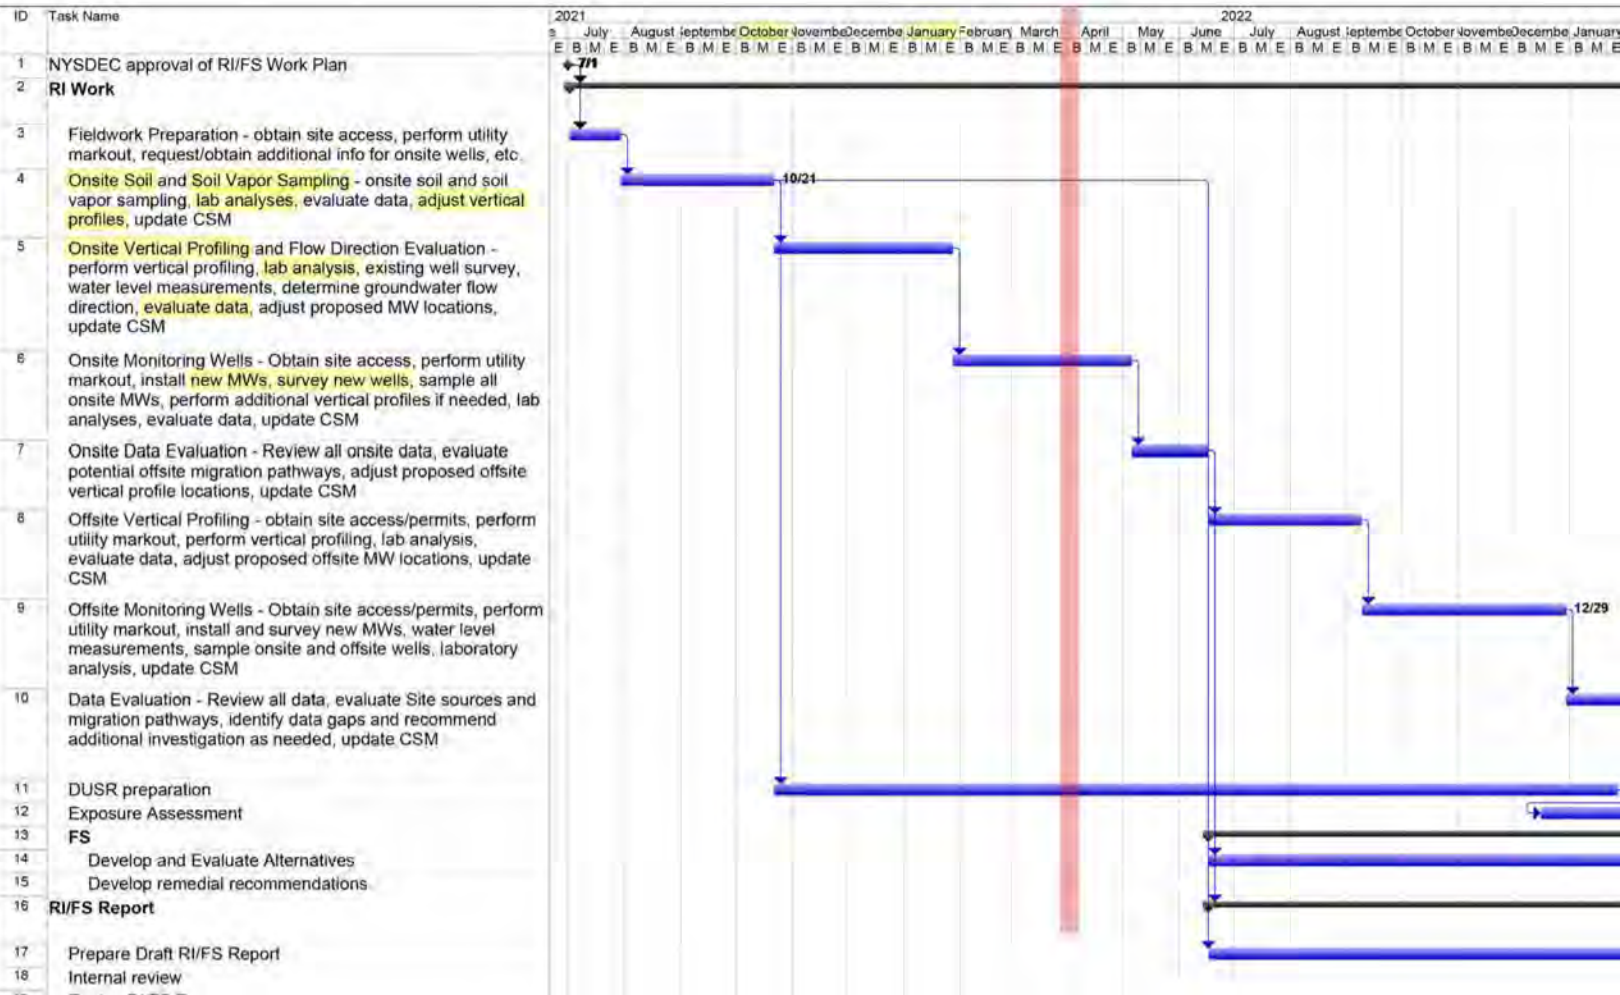 ID Task Name 2021 2022
e July August September October November December January February March April May June July August September October November December January
E B M E B M E B M E B M E B M E B M E B M E B M E B M E B M E B M E B M E B M E B M E B M E B M E B M E B M E B M E
1 NYSDEC approval of RI/FS Work Plan 7/1
2 RI Work
3 Fieldwork Preparation - obtain site access, perform utility
markout, request/obtain additional info for onsite wells, etc.
4 Onsite Soil and Soil Vapor Sampling - onsite soil and soil 10/21
vapor sampling, lab analyses, evaluate data, adjust vertical
profiles, update CSM
5 Onsite Vertical Profiling and Flow Direction Evaluation -
perform vertical profiling, lab analysis, existing well survey,
water level measurements, determine groundwater flow
direction, evaluate data, adjust proposed MW locations,
update CSM
6 Onsite Monitoring Wells - Obtain site access, perform utility
markout, install new MWs, survey new wells, sample all
onsite MWs, perform additional vertical profiles if needed, lab
analyses, evaluate data, update CSM
7 Onsite Data Evaluation - Review all onsite data, evaluate
potential offsite migration pathways, adjust proposed offsite
vertical profile locations, update CSM
8 Offsite Vertical Profiling - obtain site access/permits, perform
utility markout, perform vertical profiling, lab analysis,
evaluate data, adjust proposed offsite MW locations, update
CSM
9 Offsite Monitoring Wells - Obtain site access/permits, perform 12/29
utility markout, install and survey new MWs, water level
measurements, sample onsite and offsite wells, laboratory
analysis, update CSM
10 Data Evaluation - Review all data, evaluate Site sources and
migration pathways, identify data gaps and recommend
additional investigation as needed, update CSM
11 DUSR preparation
12 Exposure Assessment
13 FS
14 Develop and Evaluate Alternatives
15 Develop remedial recommendations
16 RI/FS Report
17 Prepare Draft RI/FS Report
18 Internal review